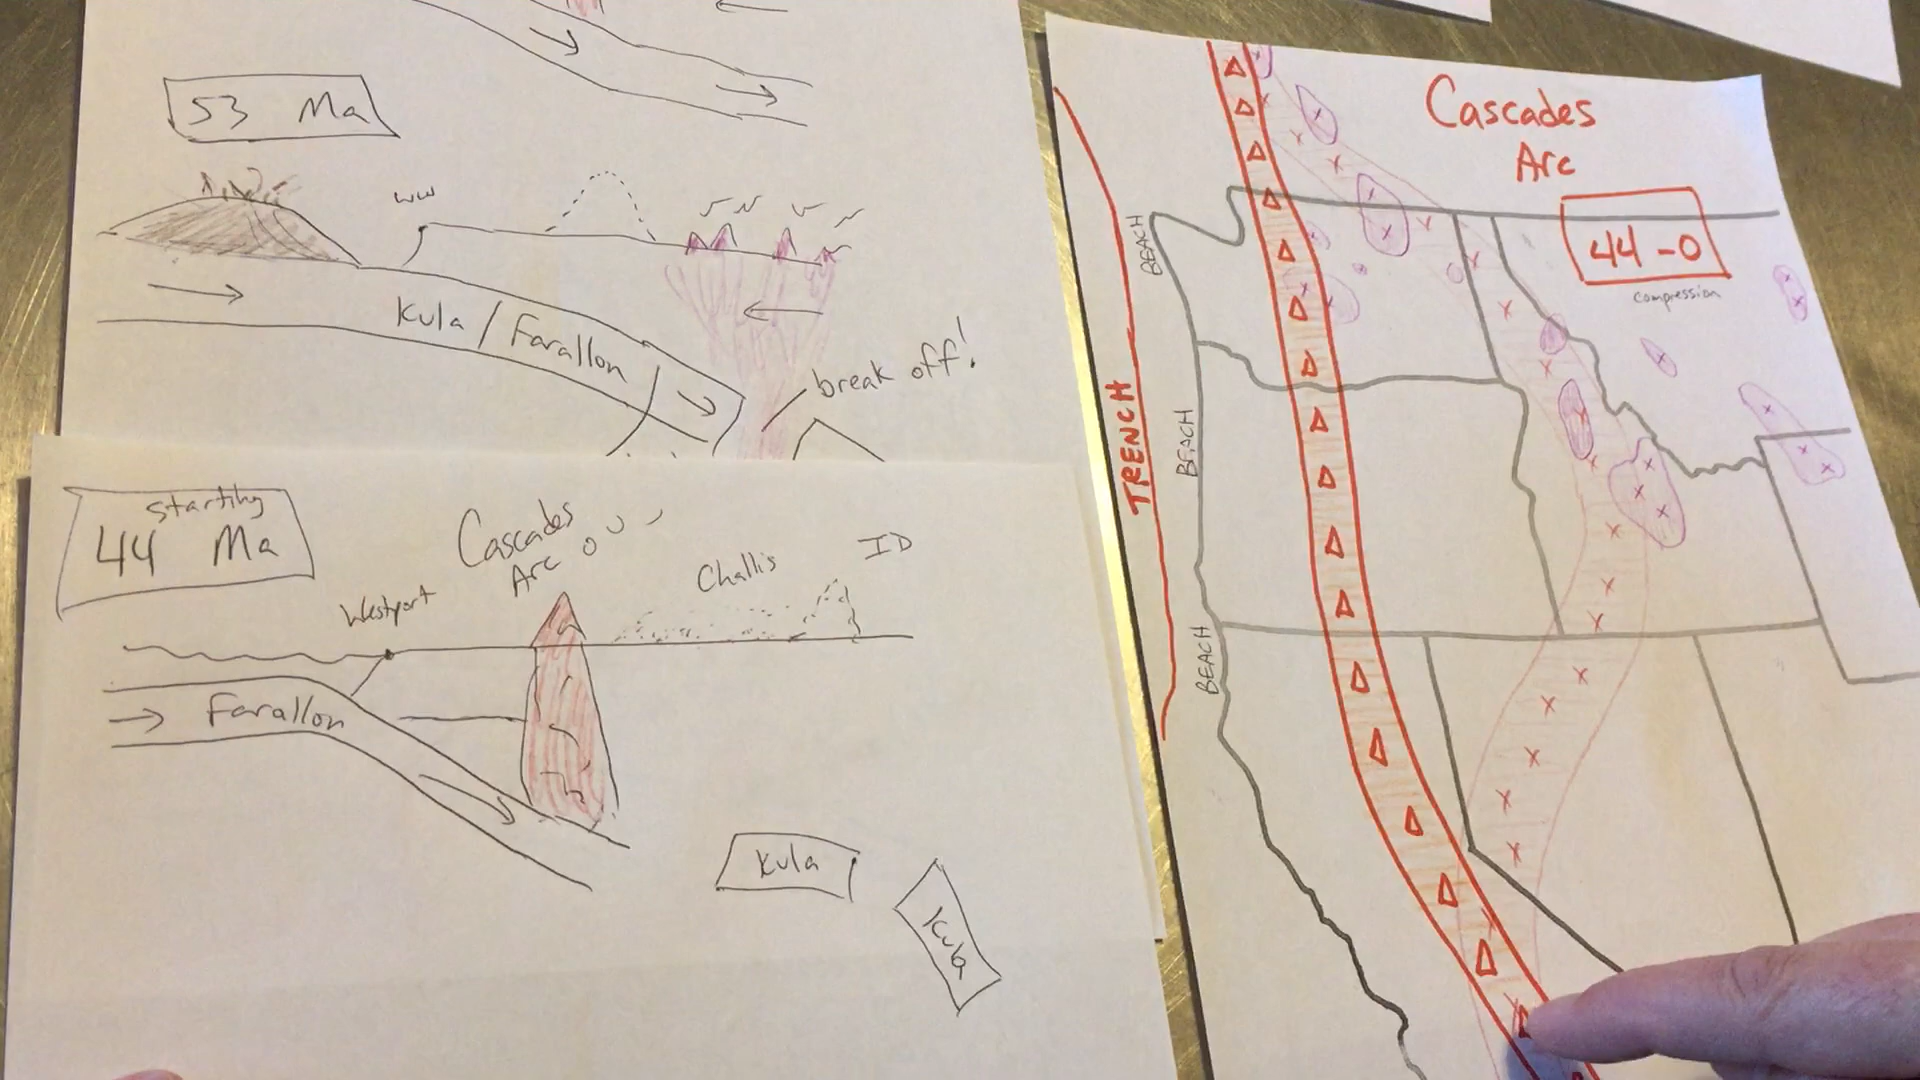 53 Ma
WW
Kula / Farallon
break off!
starting
44 Ma
Cascades
Arc
Westport
Challis
ID
Farallon
Kula
Kula
Cascades
Arc
44-0
compression
TRENCH
BEACH
BEACH
BEACH